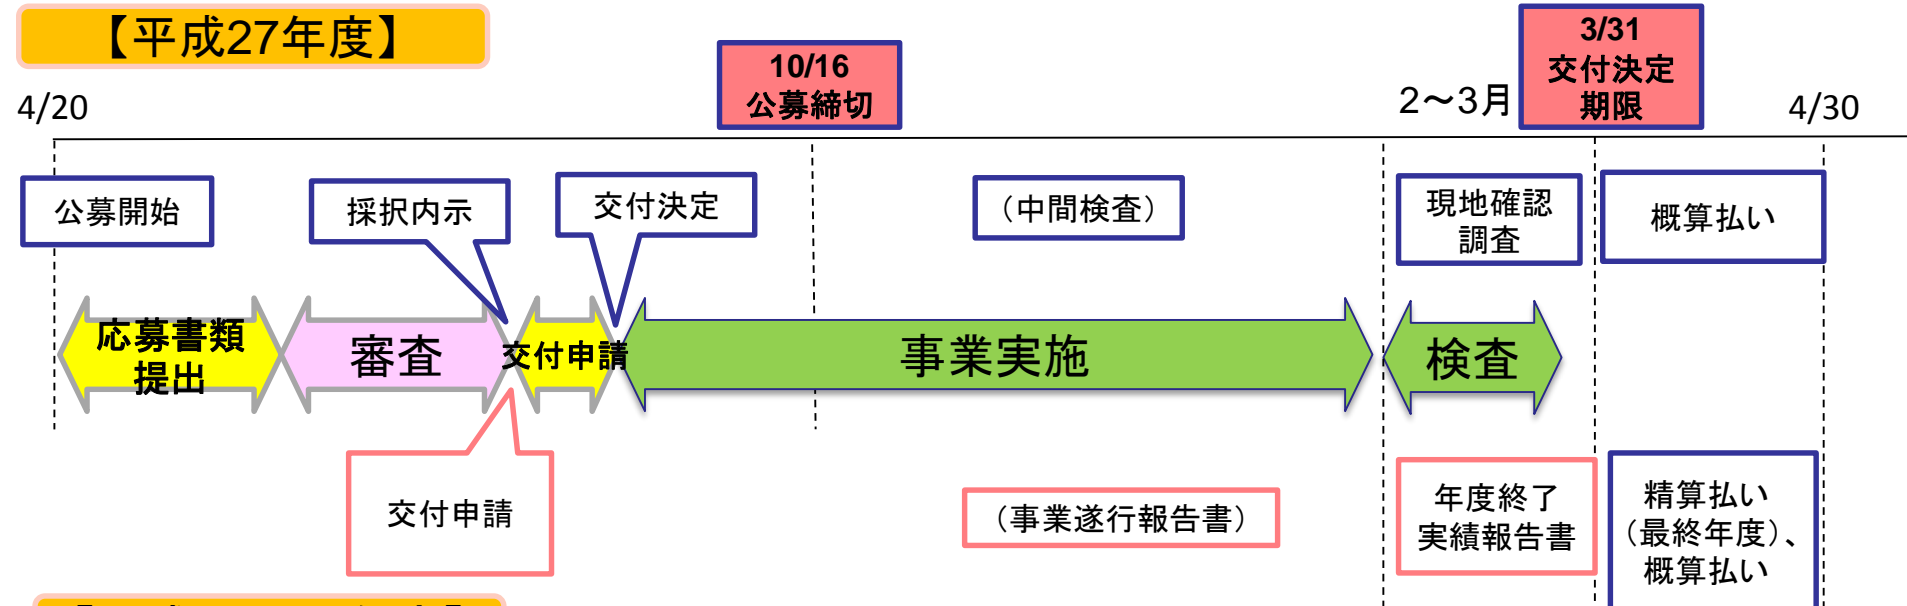 【平成27年度】
10/16
公募締切
3/31
交付決定
期限
4/20
2～3月
4/30
公募開始
採択内示
交付決定
（中間検査）
現地確認
調査
概算払い
応募書類
提出
審査
交付申請
事業実施
検査
交付申請
（事業遂行報告書）
年度終了
実績報告書
精算払い
（最終年度）、
概算払い